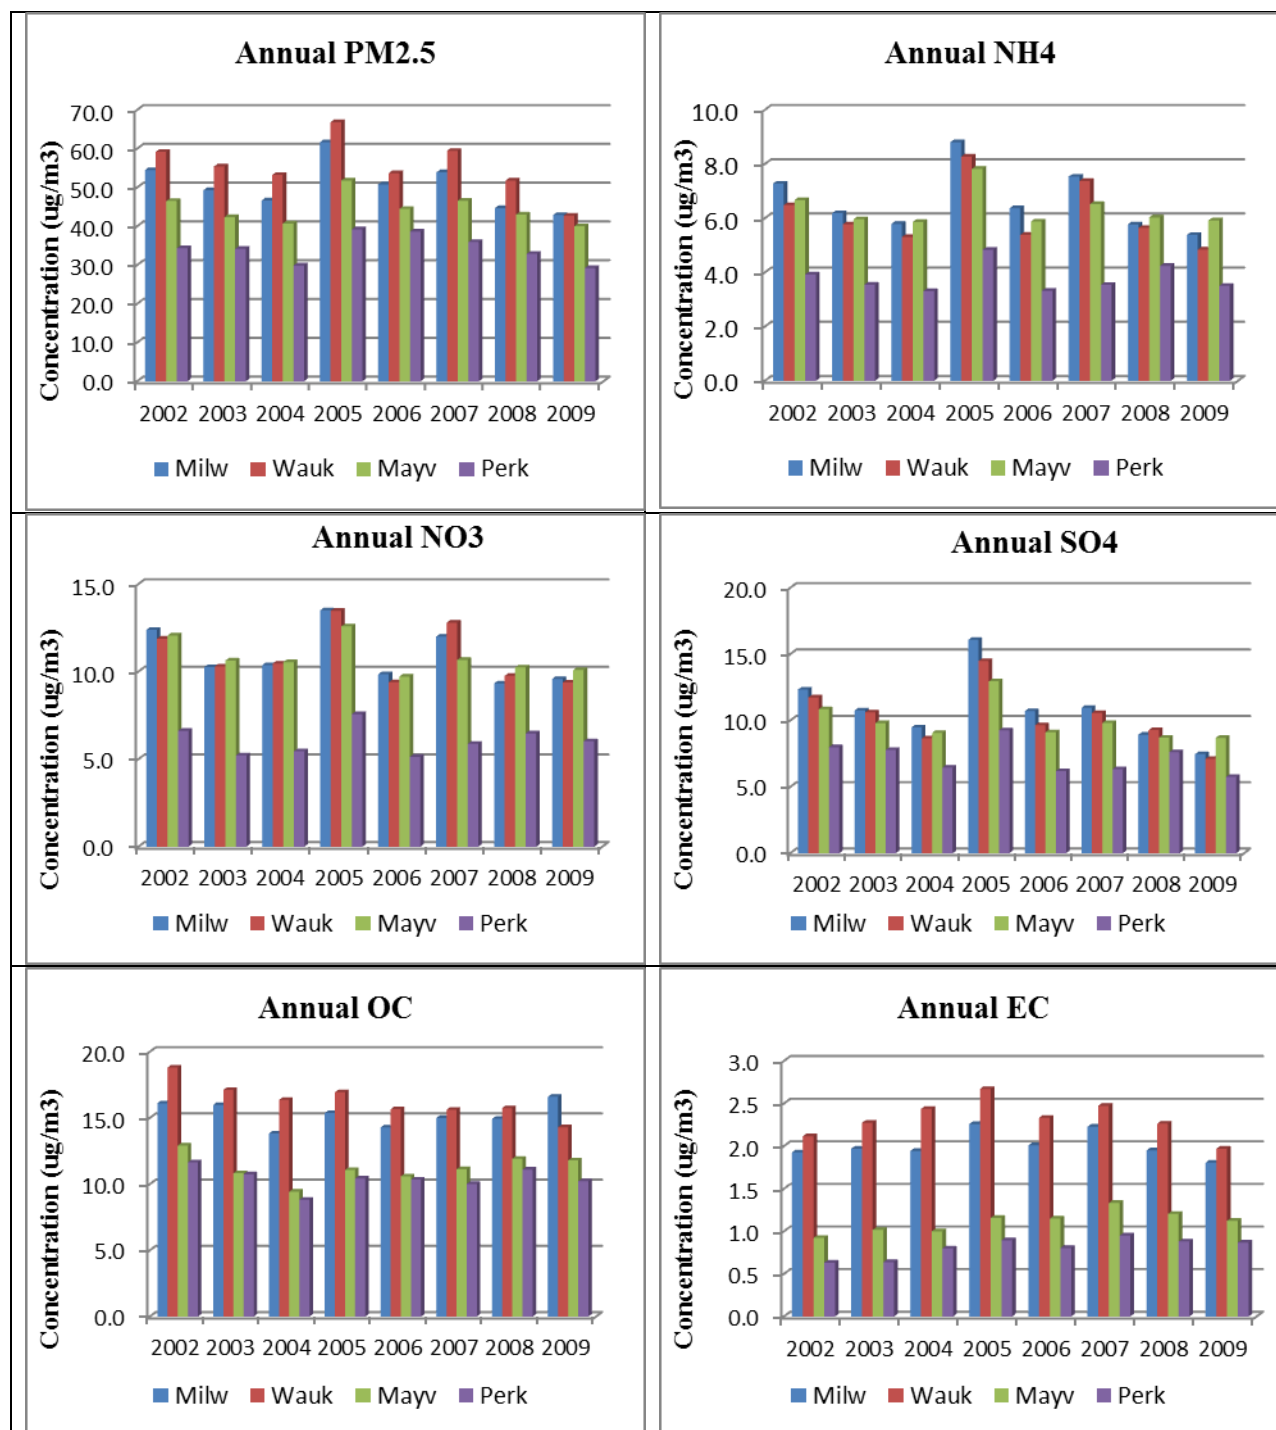 Annual PM2.5
Concentration (ug/m3)
70.0
60.0
50.0
40.0
30.0
20.0
10.0
0.0
2002 2003 2004 2005 2006 2007 2008 2009
Milw Wauk Mayv Perk
Annual NH4
Concentration (ug/m3)
10.0
8.0
6.0
4.0
2.0
0.0
2002 2003 2004 2005 2006 2007 2008 2009
Milw Wauk Mayv Perk
Annual NO3
Concentration (ug/m3)
15.0
10.0
5.0
0.0
2002 2003 2004 2005 2006 2007 2008 2009
Milw Wauk Mayv Perk
Annual SO4
Concentration (ug/m3)
20.0
15.0
10.0
5.0
0.0
2002 2003 2004 2005 2006 2007 2008 2009
Milw Wauk Mayv Perk
Annual OC
Concentration (ug/m3)
20.0
15.0
10.0
5.0
0.0
2002 2003 2004 2005 2006 2007 2008 2009
Milw Wauk Mayv Perk
Annual EC
Concentration (ug/m3)
3.0
2.5
2.0
1.5
1.0
0.5
0.0
2002 2003 2004 2005 2006 2007 2008 2009
Milw Wauk Mayv Perk